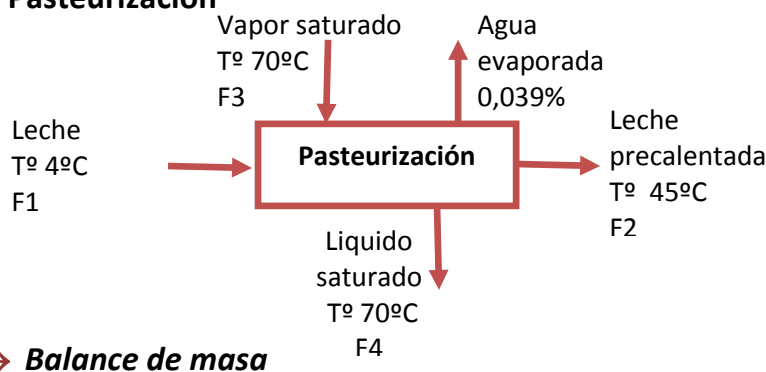 Pasteurización
Vapor saturado
Tº 70ºC
F3
Agua
evaporada
0,039%
Leche
Tº 4ºC
F1
Pasteurización
Leche
precalentada
Tº 45ºC
F2
Liquido
saturado
Tº 70ºC
F4
Balance de masa